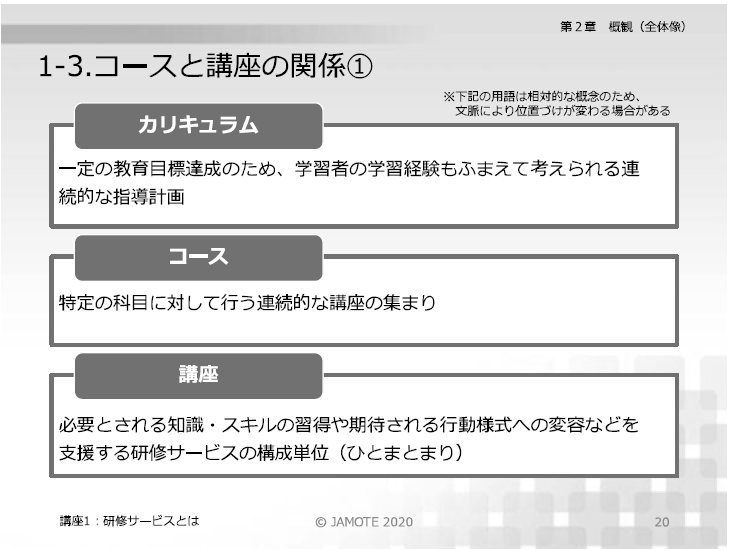 第２章　概観（全体像）
1-3.コースと講座の関係①
※下記の用語は相対的な概念のため、
文脈により位置づけが変わる場合がある
カリキュラム
一定の教育目標達成のため、学習者の学習経験もふまえて考えられる連
続的な指導計画
コース
特定の科目に対して行う連続的な講座の集まり
講座
必要とされる知識・スキルの習得や期待される行動様式への変容などを
支援する研修サービスの構成単位（ひとまとまり）
講座1：研修サービスとは
© JAMOTE 2020
20